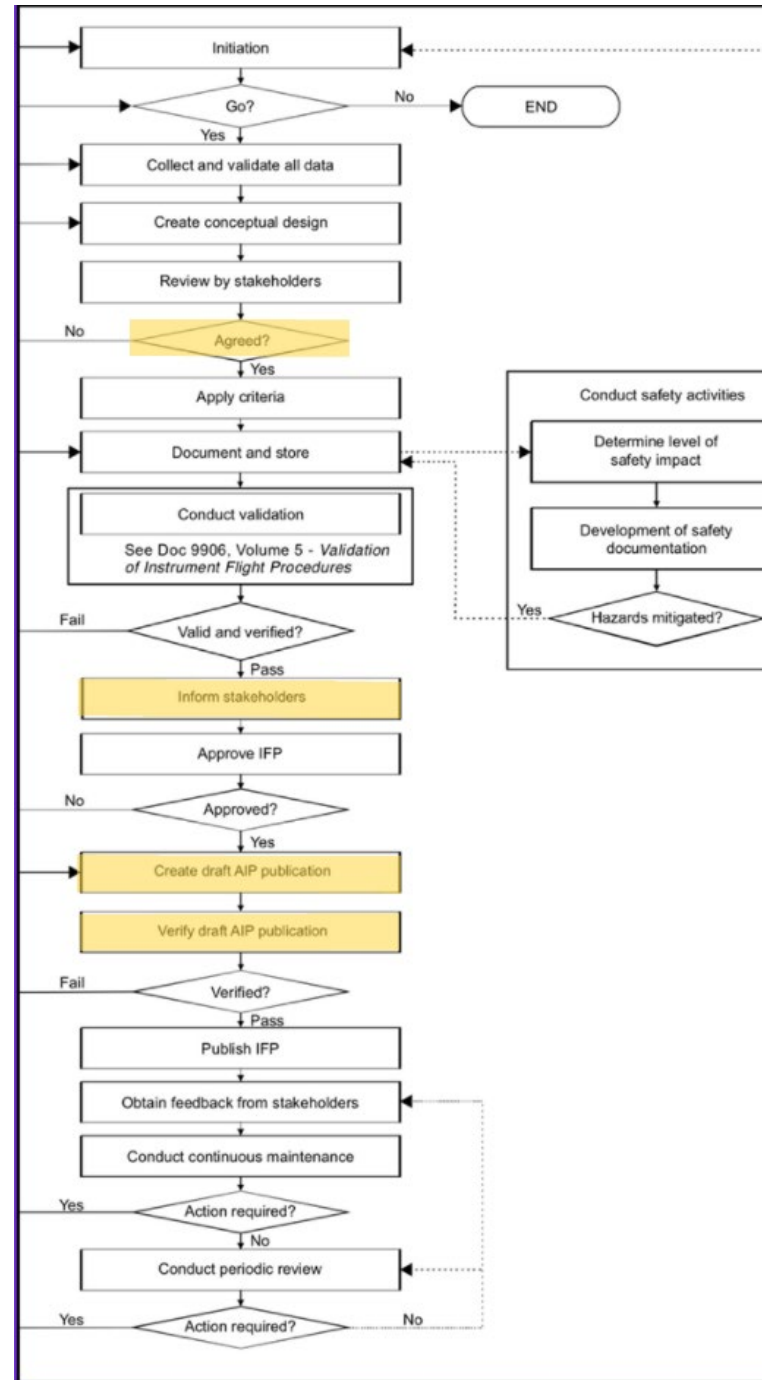 Initiation
Go?
No
END
Yes
Collect and validate all data
Create conceptual design
Review by stakeholders
No
Agreed?
Yes
Apply criteria
Document and store
Conduct validation
See Doc 9906, Volume 5 - Validation
of Instrument Flight Procedures
Conduct safety activities
Determine level of
safety impact
Development of safety
documentation
Yes
Hazards mitigated?
Fail
Valid and verified?
Pass
Inform stakeholders
Approve IFP
No
Approved?
Yes
Create draft AIP publication
Verify draft AIP publication
Fail
Verified?
Pass
Publish IFP
Obtain feedback from stakeholders
Conduct continuous maintenance
Yes
Action required?
No
Conduct periodic review
Yes
Action required?
No